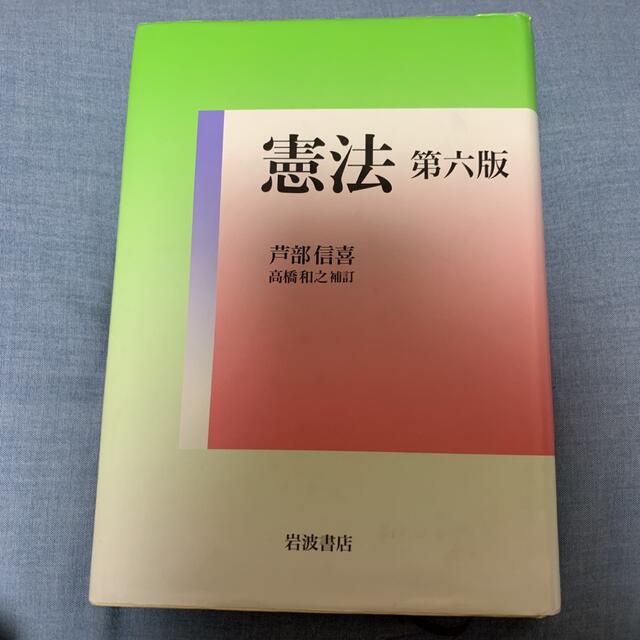 憲法 第六版
芦部信喜
高橋和之補訂
岩波書店